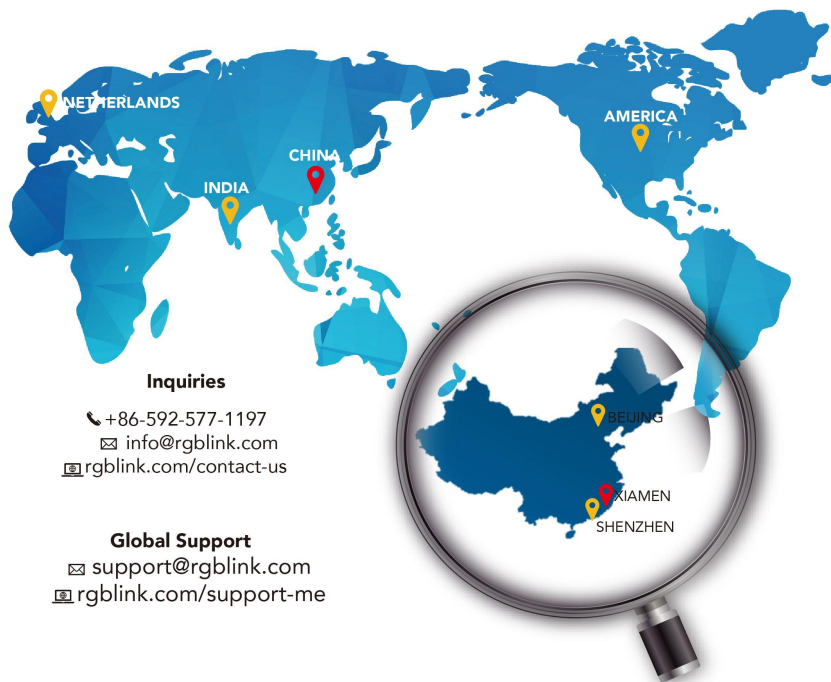 NETHERLANDS
AMERICA
CHINA
INDIA
Inquiries
+86-592-577-1197
info@rgblink.com
rgblink.com/contact-us
BEIJING
XIAMEN
SHENZHEN
Global Support
support@rgblink.com
rgblink.com/support-me